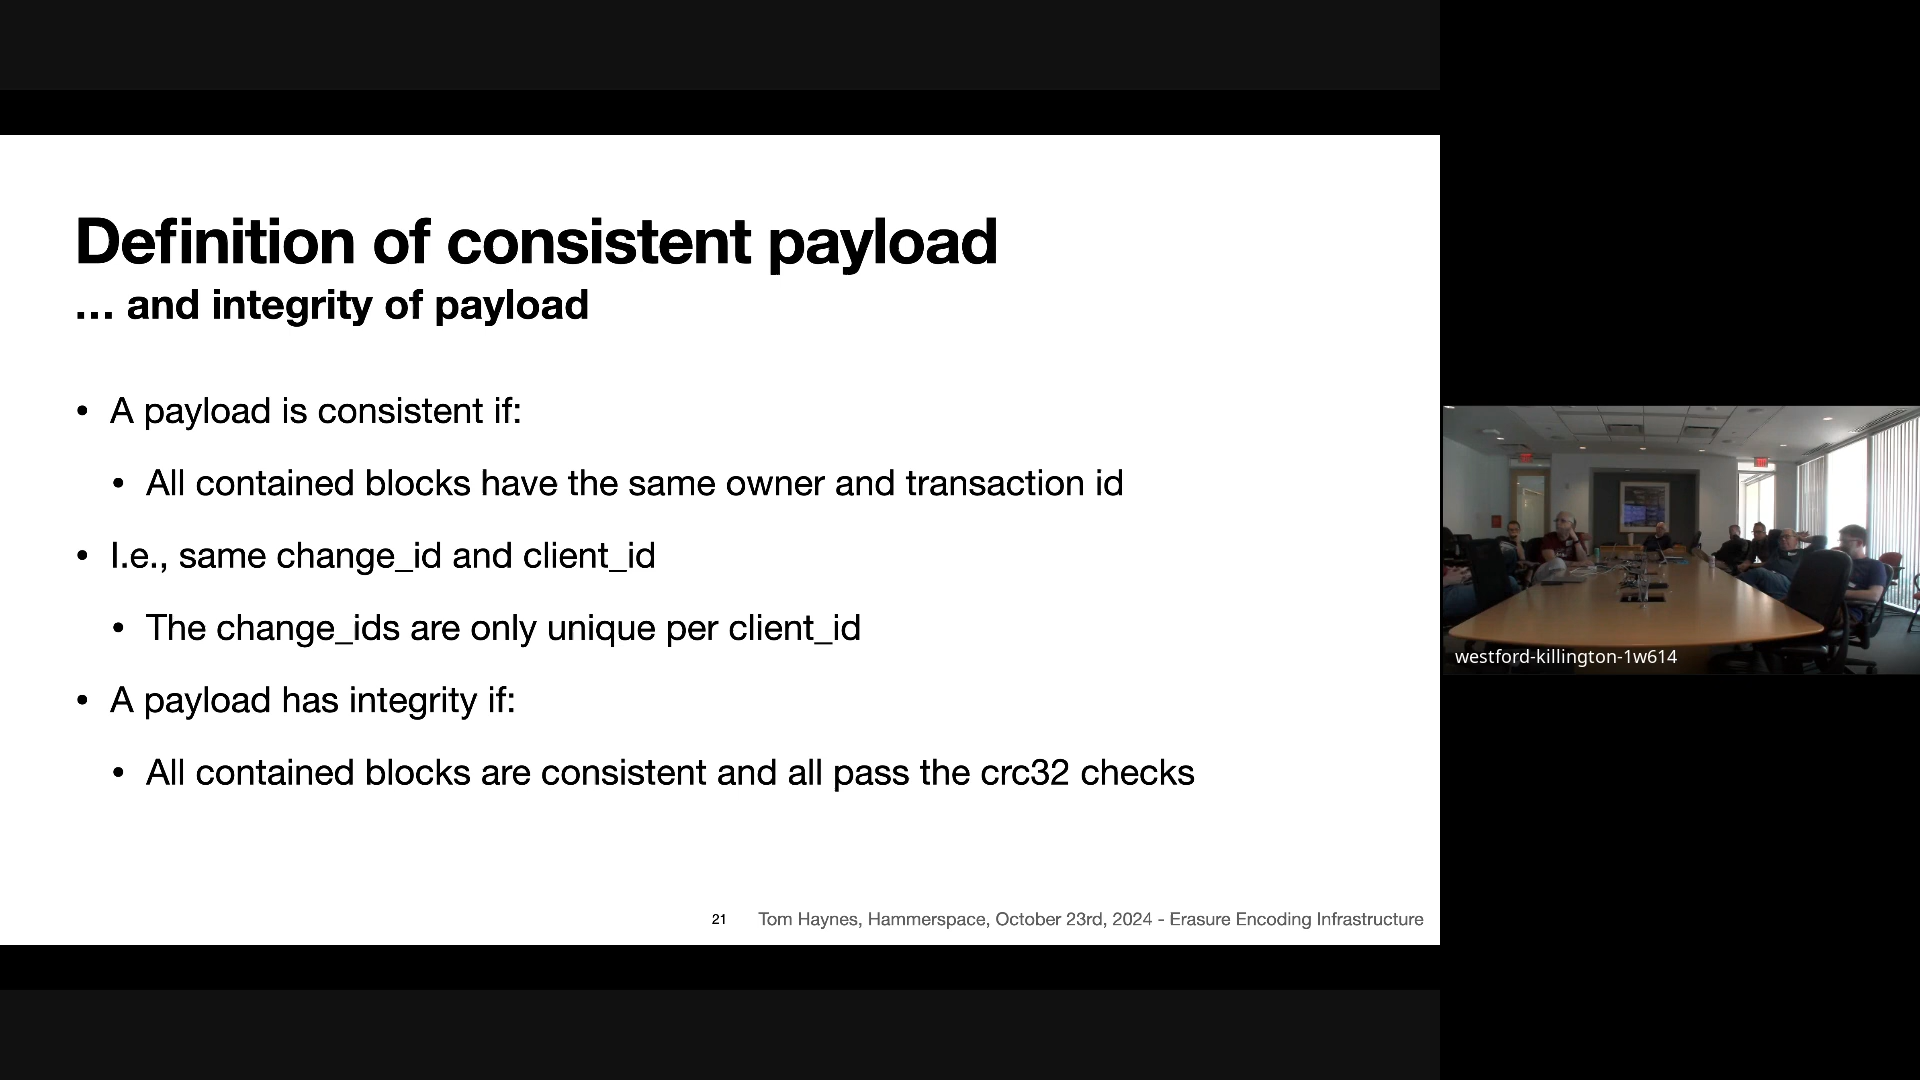 Definition of consistent payload
… and integrity of payload
• A payload is consistent if:
• All contained blocks have the same owner and transaction id
• I.e., same change_id and client_id
• The change_ids are only unique per client_id
• A payload has integrity if:
• All contained blocks are consistent and all pass the crc32 checks
21 Tom Haynes, Hammerspace, October 23rd, 2024 - Erasure Encoding Infrastructure
westford-killington-1w614